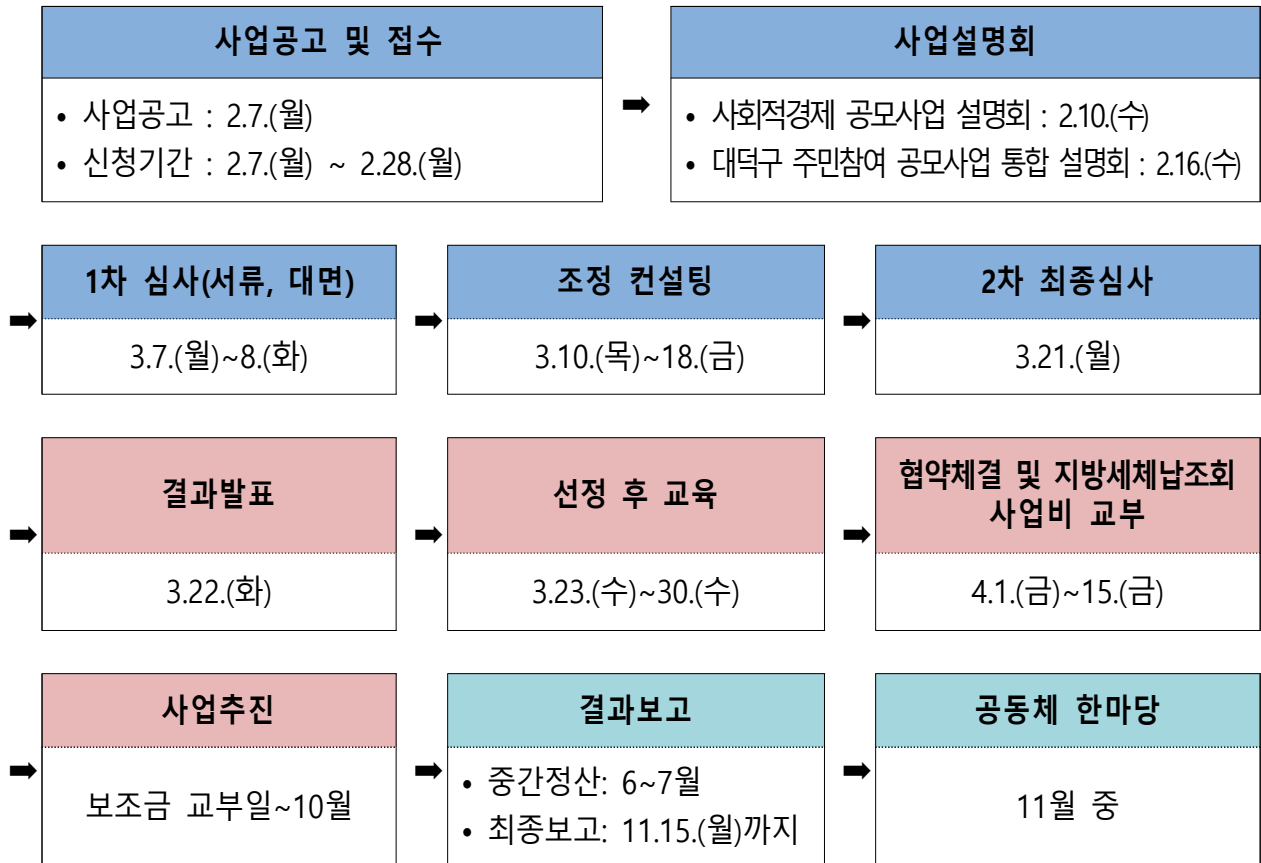 사업공고 및 접수
• 사업공고 : 2.7.(월)
• 신청기간 : 2.7.(월) ~ 2.28.(월)
➡
사업설명회
• 사회적경제 공모사업 설명회 : 2.10.(수)
• 대덕구 주민참여 공모사업 통합 설명회 : 2.16.(수)
➡
1차 심사(서류, 대면)
3.7.(월)~8.(화)
➡
조정 컨설팅
3.10.(목)~18.(금)
➡
2차 최종심사
3.21.(월)
➡
결과발표
3.22.(화)
➡
선정 후 교육
3.23.(수)~30.(수)
➡
협약체결 및 지방세체납조회
사업비 교부
4.1.(금)~15.(금)
➡
사업추진
보조금 교부일~10월
➡
결과보고
• 중간정산: 6~7월
• 최종보고: 11.15.(월)까지
➡
공동체 한마당
11월 중